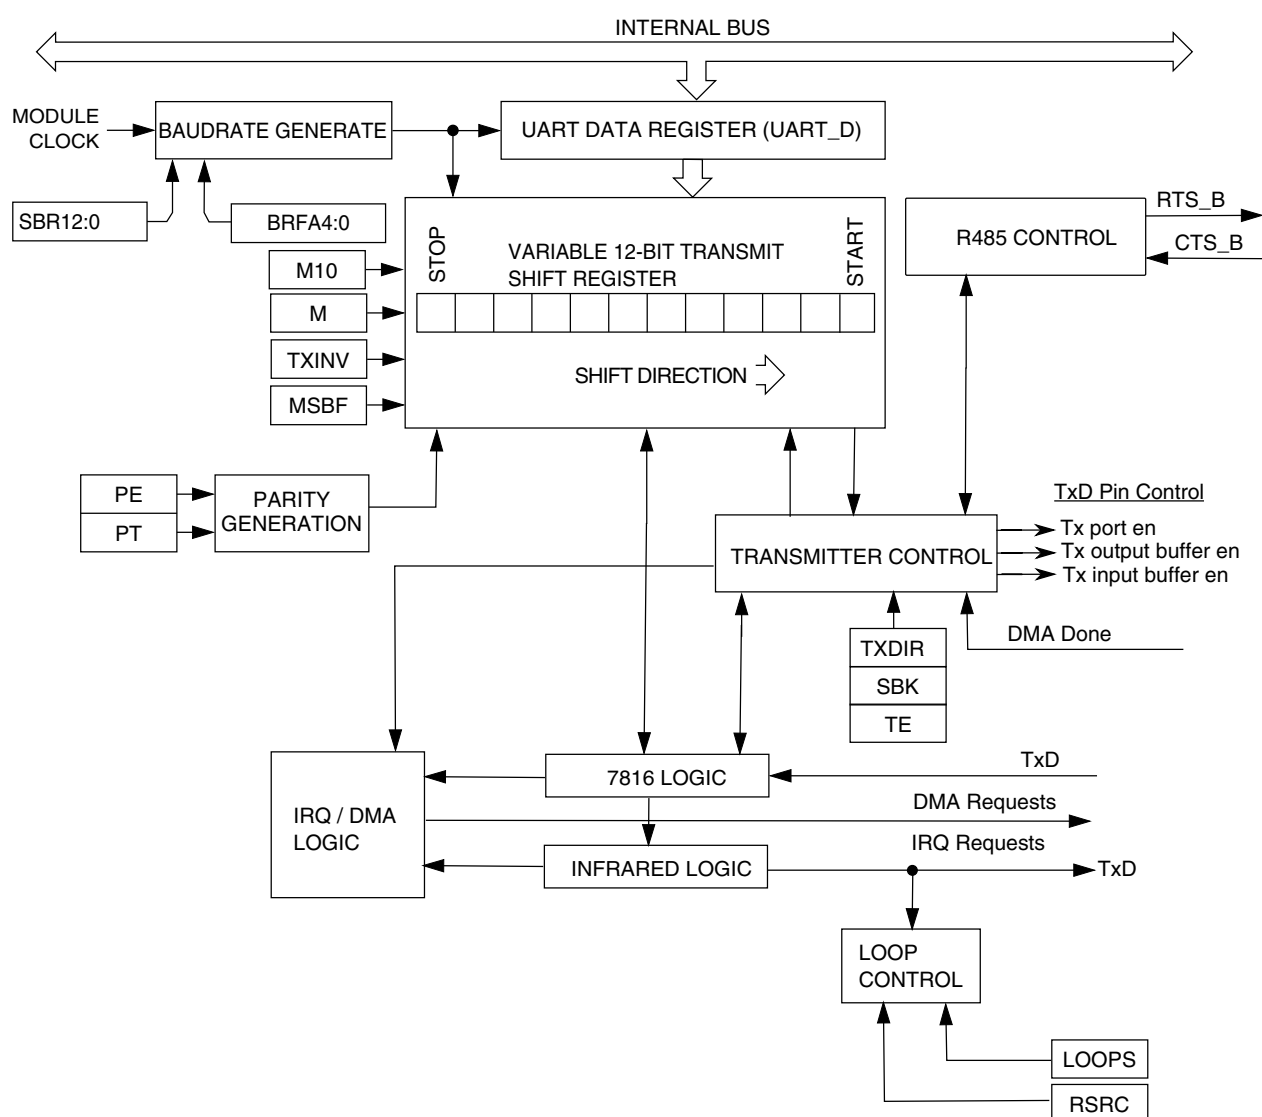 INTERNAL BUS
MODULE
CLOCK
BAUDRATE GENERATE
UART DATA REGISTER (UART_D)
SBR12:0
BRFA4:0
RTS_B
R485 CONTROL
CTS_B
STOP
VARIABLE 12-BIT TRANSMIT
SHIFT REGISTER
START
M10
M
TXINV
MSBF
SHIFT DIRECTION
PE
PT
PARITY
GENERATION
TxD Pin Control
Tx port en
Tx output buffer en
Tx input buffer en
TRANSMITTER CONTROL
DMA Done
TXDIR
SBK
TE
7816 LOGIC
TxD
IRQ / DMA
LOGIC
DMA Requests
IRQ Requests
INFRARED LOGIC
TxD
LOOP
CONTROL
LOOPS
RSRC